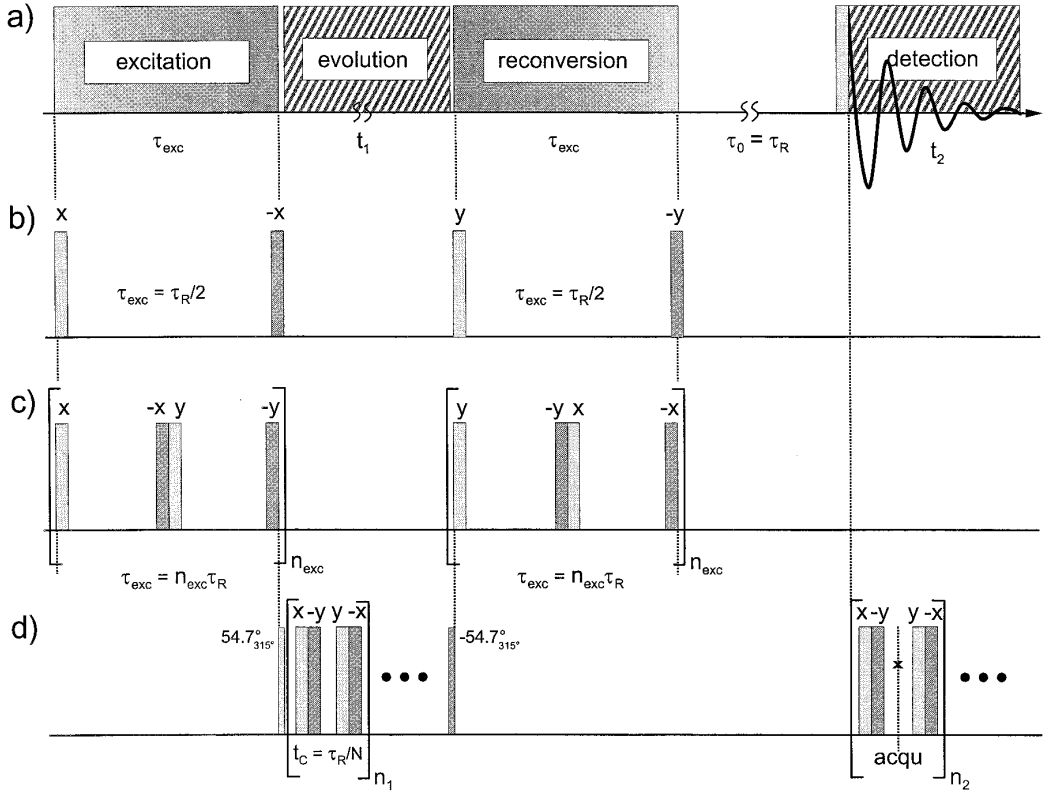 a)
excitation evolution reconversion detection
τexc t1 τexc τ0 = τR t2
b)
x -x y -y
τexc = τR/2 τexc = τR/2
c)
x -x y -y y -y x -x
nexc nexc
τexc = nexcτR τexc = nexcτR
d)
54.7°315° x -y y -x -54.7°315° x -y y -x
x
tC = τR/N acqu
n1 n2